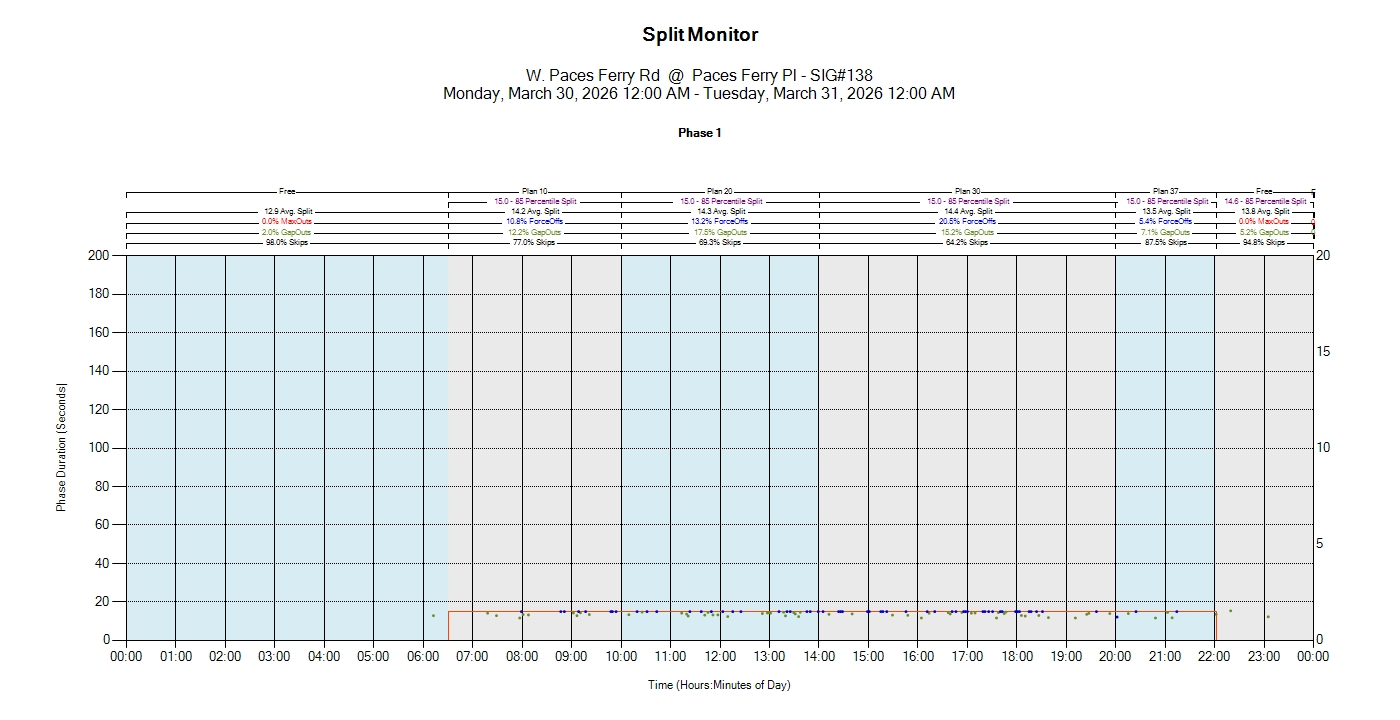 Split Monitor
W. Paces Ferry Rd @ Paces Ferry Pl - SIG#138
Monday, March 30, 2026 12:00 AM - Tuesday, March 31, 2026 12:00 AM
Phase 1
Free Plan 10 Plan 20 Plan 30 Plan 37 Free
15.0 - 85 Percentile Split 15.0 - 85 Percentile Split 15.0 - 85 Percentile Split 15.0 - 85 Percentile Split 14.6 - 85 Percentile Split
12.9 Avg. Split 14.2 Avg. Split 14.3 Avg. Split 14.4 Avg. Split 13.5 Avg. Split 13.8 Avg. Split
0.0% MaxOuts 10.8% ForceOffs 13.2% ForceOffs 20.5% ForceOffs 5.4% ForceOffs 0.0% MaxOuts
2.0% GapOuts 12.2% GapOuts 17.5% GapOuts 15.2% GapOuts 7.1% GapOuts 5.2% GapOuts
98.0% Skips 77.0% Skips 69.3% Skips 64.2% Skips 87.5% Skips 94.8% Skips
200 20
180
160
15
140
120
100 10
80
60
5
40
20
0 0
00:00 01:00 02:00 03:00 04:00 05:00 06:00 07:00 08:00 09:00 10:00 11:00 12:00 13:00 14:00 15:00 16:00 17:00 18:00 19:00 20:00 21:00 22:00 23:00 00:00
Phase Duration (Seconds)
Time (Hours:Minutes of Day)